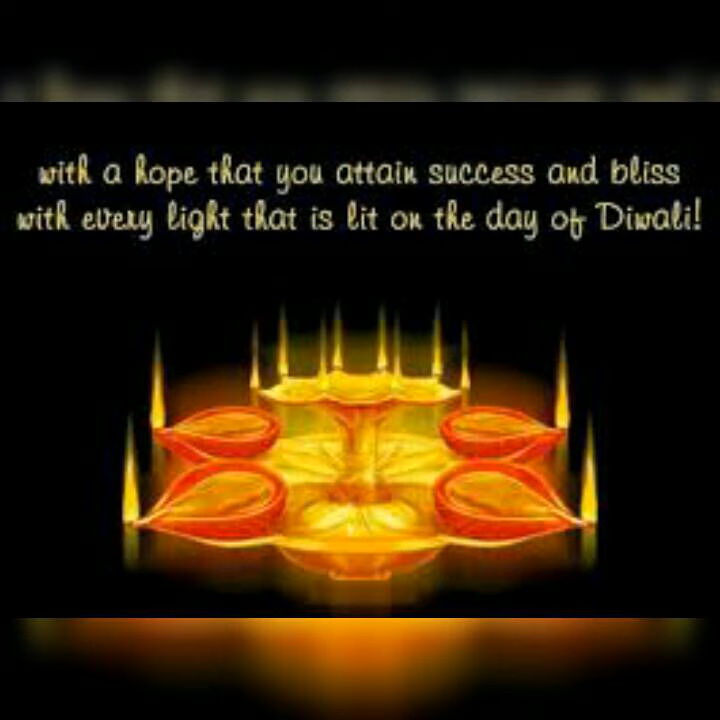 with a hope that you attain success and bliss
with every light that is lit on the day of Diwali!